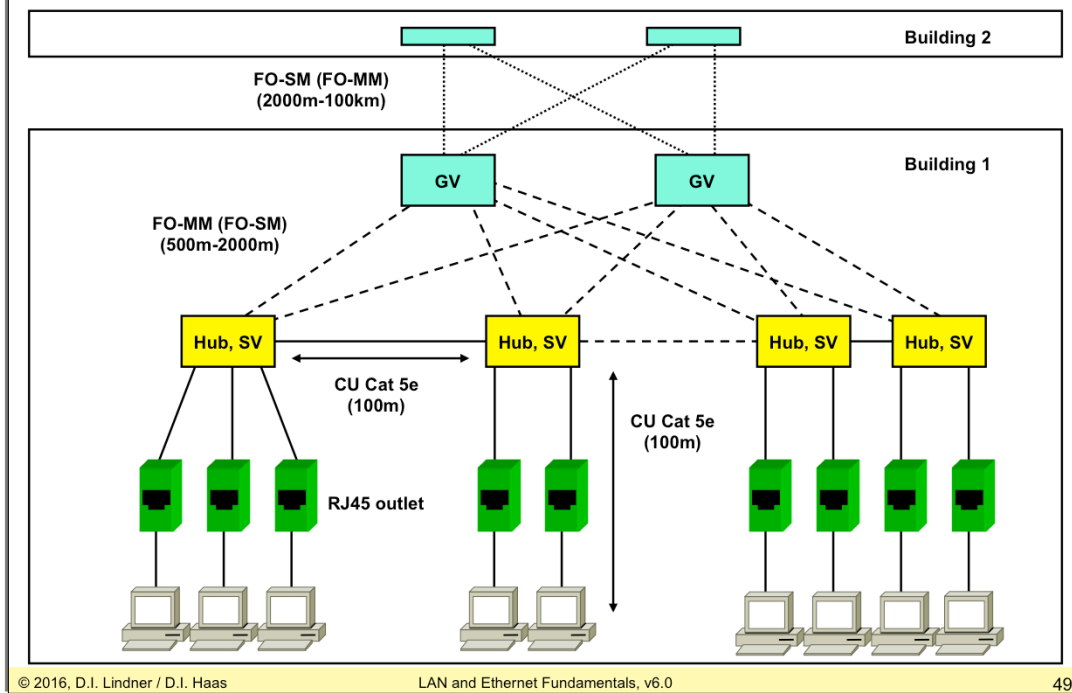 Building 2
FO-SM (FO-MM)
(2000m-100km)
Building 1
GV
GV
FO-MM (FO-SM)
(500m-2000m)
Hub, SV
Hub, SV
Hub, SV
Hub, SV
CU Cat 5e
(100m)
CU Cat 5e
(100m)
RJ45 outlet
© 2016, D.I. Lindner / D.I. Haas
LAN and Ethernet Fundamentals, v6.0
49